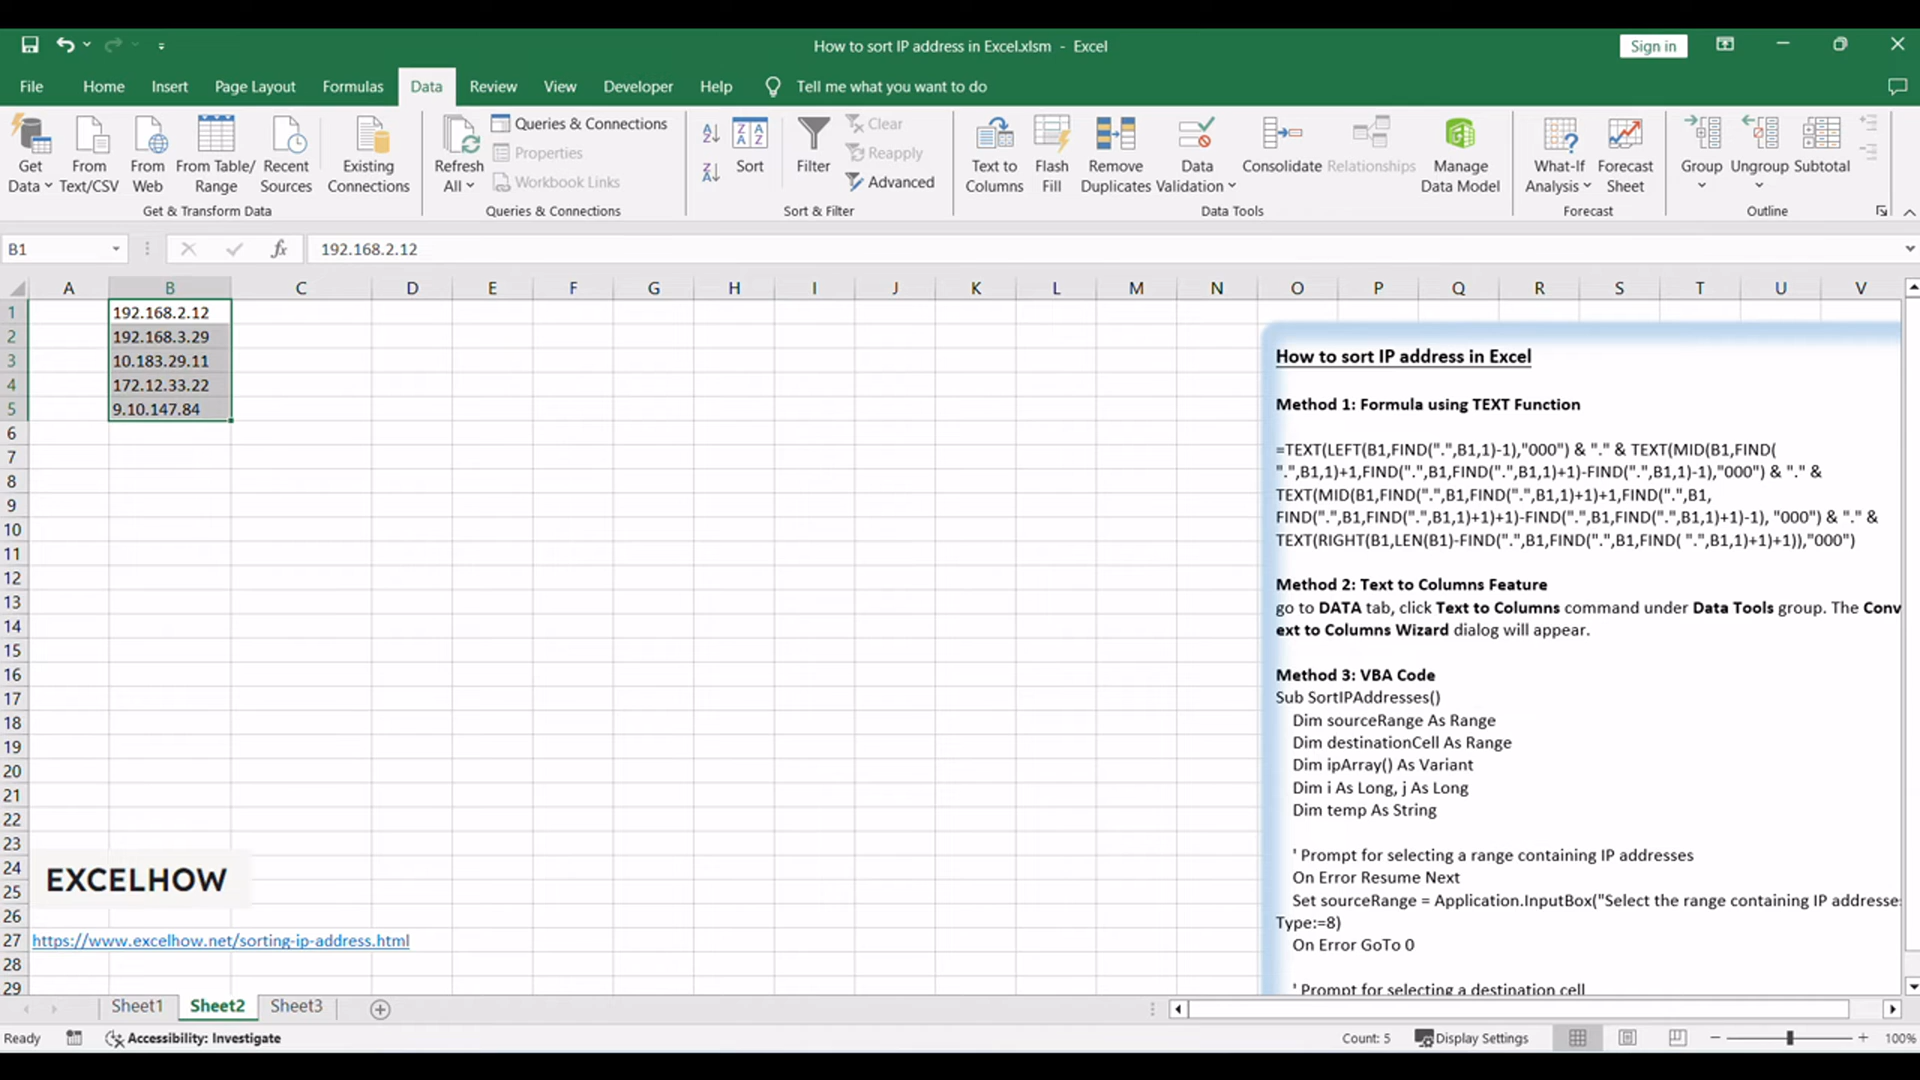 How to sort IP address in Excel.xlsm - Excel
Sign in
File Home Insert Page Layout Formulas Data Review View Developer Help Tell me what you want to do
Get Data
From Text/CSV
From Web
From Table/ Range
Recent Sources
Existing Connections
Get & Transform Data
Refresh All
Queries & Connections
Properties
Workbook Links
Queries & Connections
Sort
Filter
Clear
Reapply
Advanced
Sort & Filter
Text to Columns
Flash Fill
Remove Duplicates
Data Validation
Consolidate
Relationships
Manage Data Model
Data Tools
What-If Analysis
Forecast Sheet
Forecast
Group
Ungroup
Subtotal
Outline
B1 fx 192.168.2.12
A B C D E F G H I J K L M N O P Q R S T U V
1 192.168.2.12
2 192.168.3.29
3 10.183.29.11
4 172.12.33.22
5 9.10.147.84
6
7
8
9
10
11
12
13
14
15
16
17
18
19
20
21
22
23
24
25
26
27
28
29
How to sort IP address in Excel
Method 1: Formula using TEXT Function
=TEXT(LEFT(B1,FIND(".",B1,1)-1),"000") & "." & TEXT(MID(B1,FIND(
".",B1,1)+1,FIND(".",B1,FIND(".",B1,1)+1)-FIND(".",B1,1)-1),"000") & "." &
TEXT(MID(B1,FIND(".",B1,FIND(".",B1,1)+1)+1,FIND(".",B1,
FIND(".",B1,FIND(".",B1,1)+1)+1)-FIND(".",B1,FIND(".",B1,1)+1)-1), "000") & "." &
TEXT(RIGHT(B1,LEN(B1)-FIND(".",B1,FIND(".",B1,FIND( ".",B1,1)+1)+1)),"000")
Method 2: Text to Columns Feature
go to DATA tab, click Text to Columns command under Data Tools group. The Conv
ext to Columns Wizard dialog will appear.
Method 3: VBA Code
Sub SortIPAddresses()
Dim sourceRange As Range
Dim destinationCell As Range
Dim ipArray() As Variant
Dim i As Long, j As Long
Dim temp As String
' Prompt for selecting a range containing IP addresses
On Error Resume Next
Set sourceRange = Application.InputBox("Select the range containing IP addresse
Type:=8)
On Error GoTo 0
' Prompt for selecting a destination cell
EXCELHOW
https://www.excelhow.net/sorting-ip-address.html
Sheet1 Sheet2 Sheet3
Ready Accessibility: Investigate Count: 5 Display Settings 100%